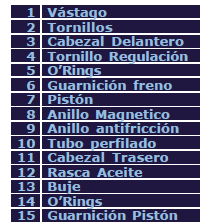 1 Vástago
2 Tornillos
3 Cabezal Delantero
4 Tornillo Regulación
5 O'Rings
6 Guarnición freno
7 Pistón
8 Anillo Magnetico
9 Anillo antifricción
10 Tubo perfilado
11 Cabezal Trasero
12 Rasca Aceite
13 Buje
14 O'Rings
15 Guarnición Pistón